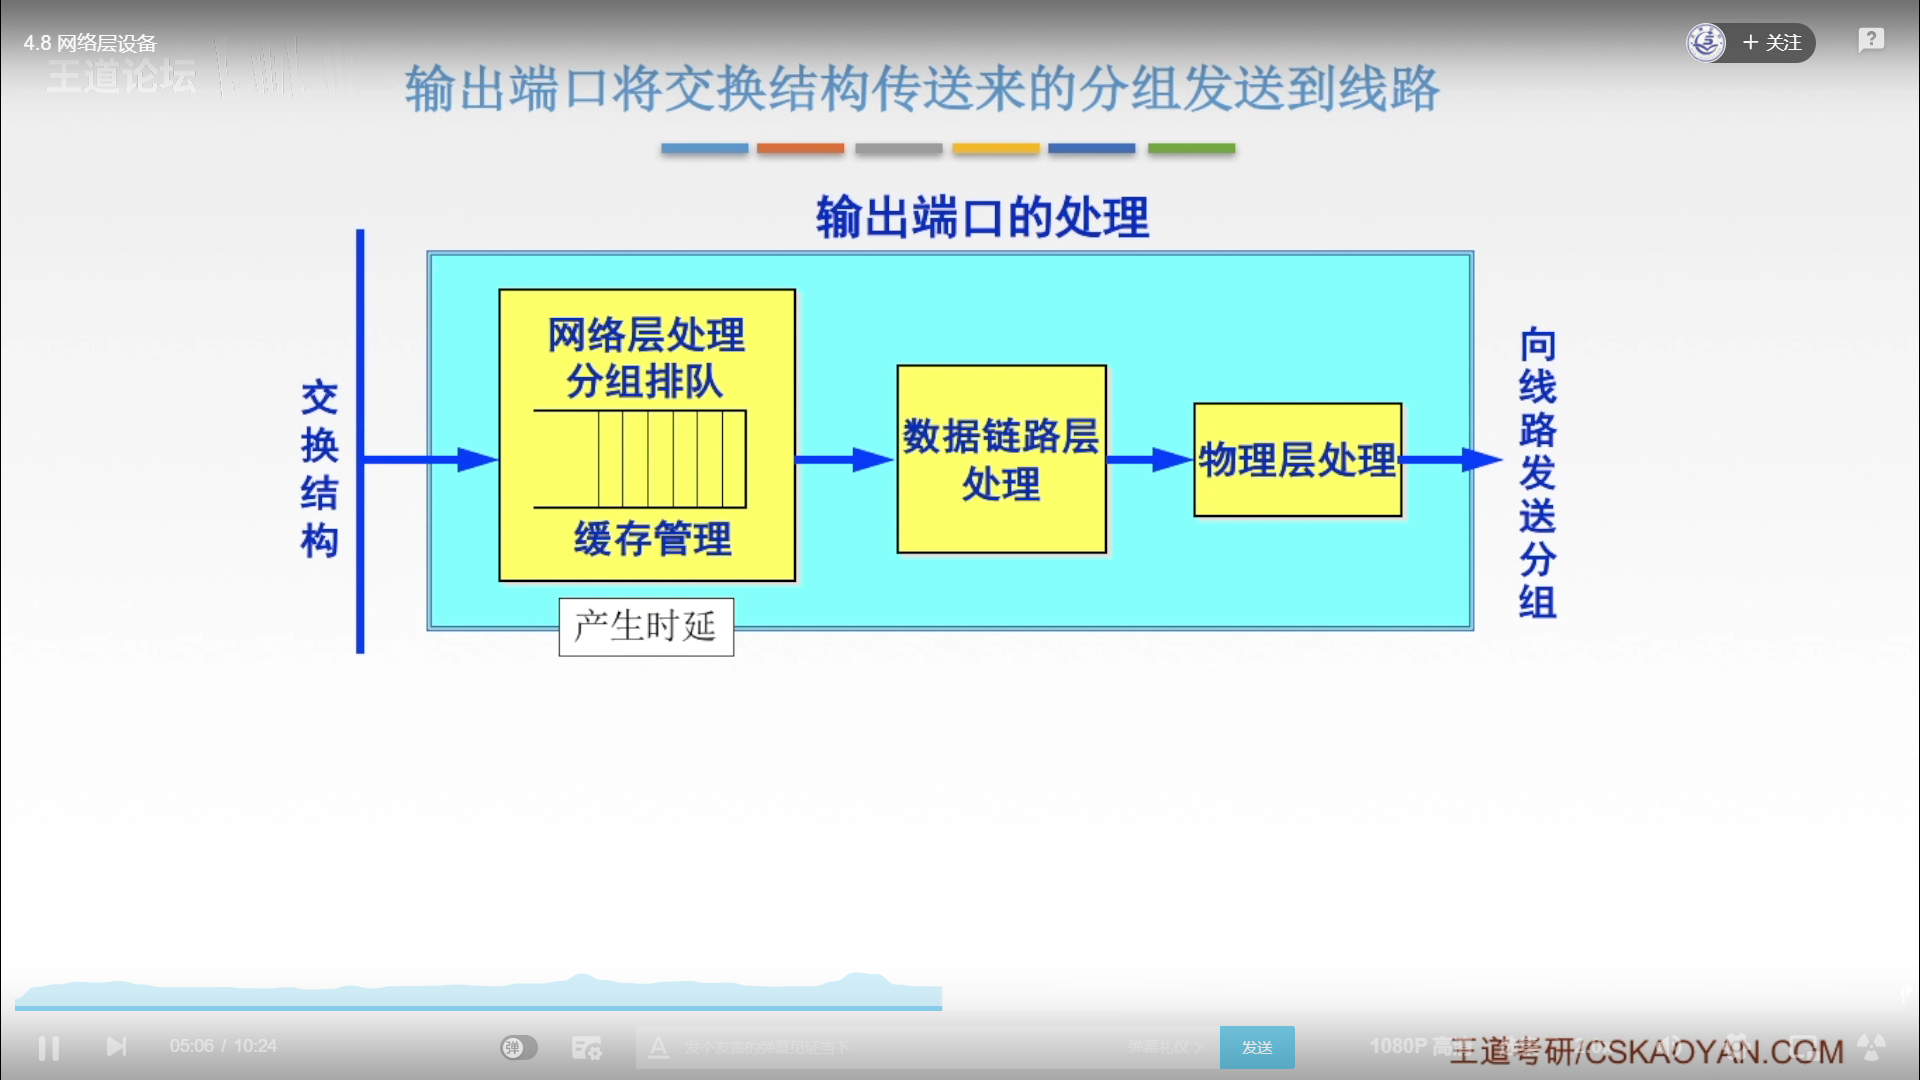 4.8 网络层设备
+ 关注
王道论坛
输出端口将交换结构传送来的分组发送到线路
输出端口的处理
交换结构
网络层处理
分组排队
缓存管理
产生时延
数据链路层
处理
物理层处理
向线路发送分组
05:06 / 10:24
弹
发个友善的弹幕见证当下
弹幕礼仪 >
发送
1080P 高清
王道考研/CSKAOYAN.COM